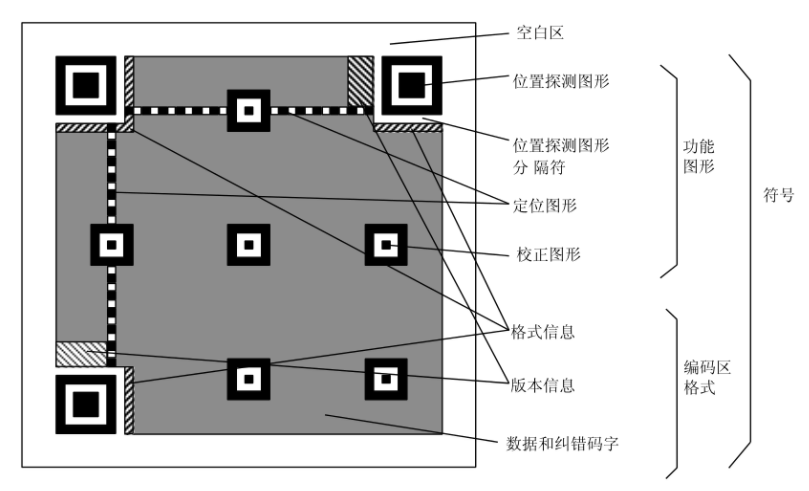 空白区
位置探测图形
位置探测图形
分 隔符
定位图形
校正图形
格式信息
版本信息
数据和纠错码字
功能
图形
编码区
格式
符号